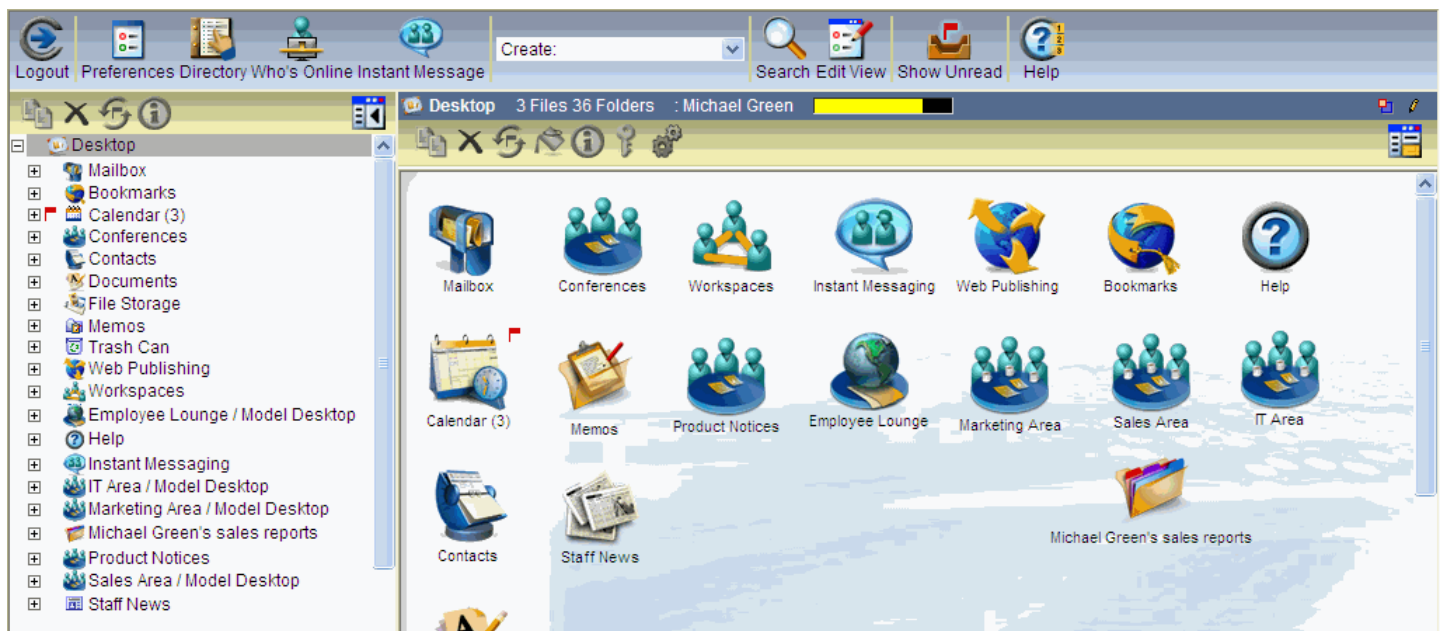 Create:
Logout Preferences Directory Who's Online Instant Message Search Edit View Show Unread Help
1
2
3
Desktop 3 Files 36 Folders : Michael Green
Desktop
Mailbox
Bookmarks
Calendar (3)
Conferences
Contacts
Documents
File Storage
Memos
Trash Can
Web Publishing
Workspaces
Employee Lounge / Model Desktop
Help
Instant Messaging
IT Area / Model Desktop
Marketing Area / Model Desktop
Michael Green's sales reports
Product Notices
Sales Area / Model Desktop
Staff News
Mailbox Conferences Workspaces Instant Messaging Web Publishing Bookmarks Help
Calendar (3) Memos Product Notices Employee Lounge Marketing Area Sales Area IT Area
Contacts Staff News Michael Green's sales reports
A